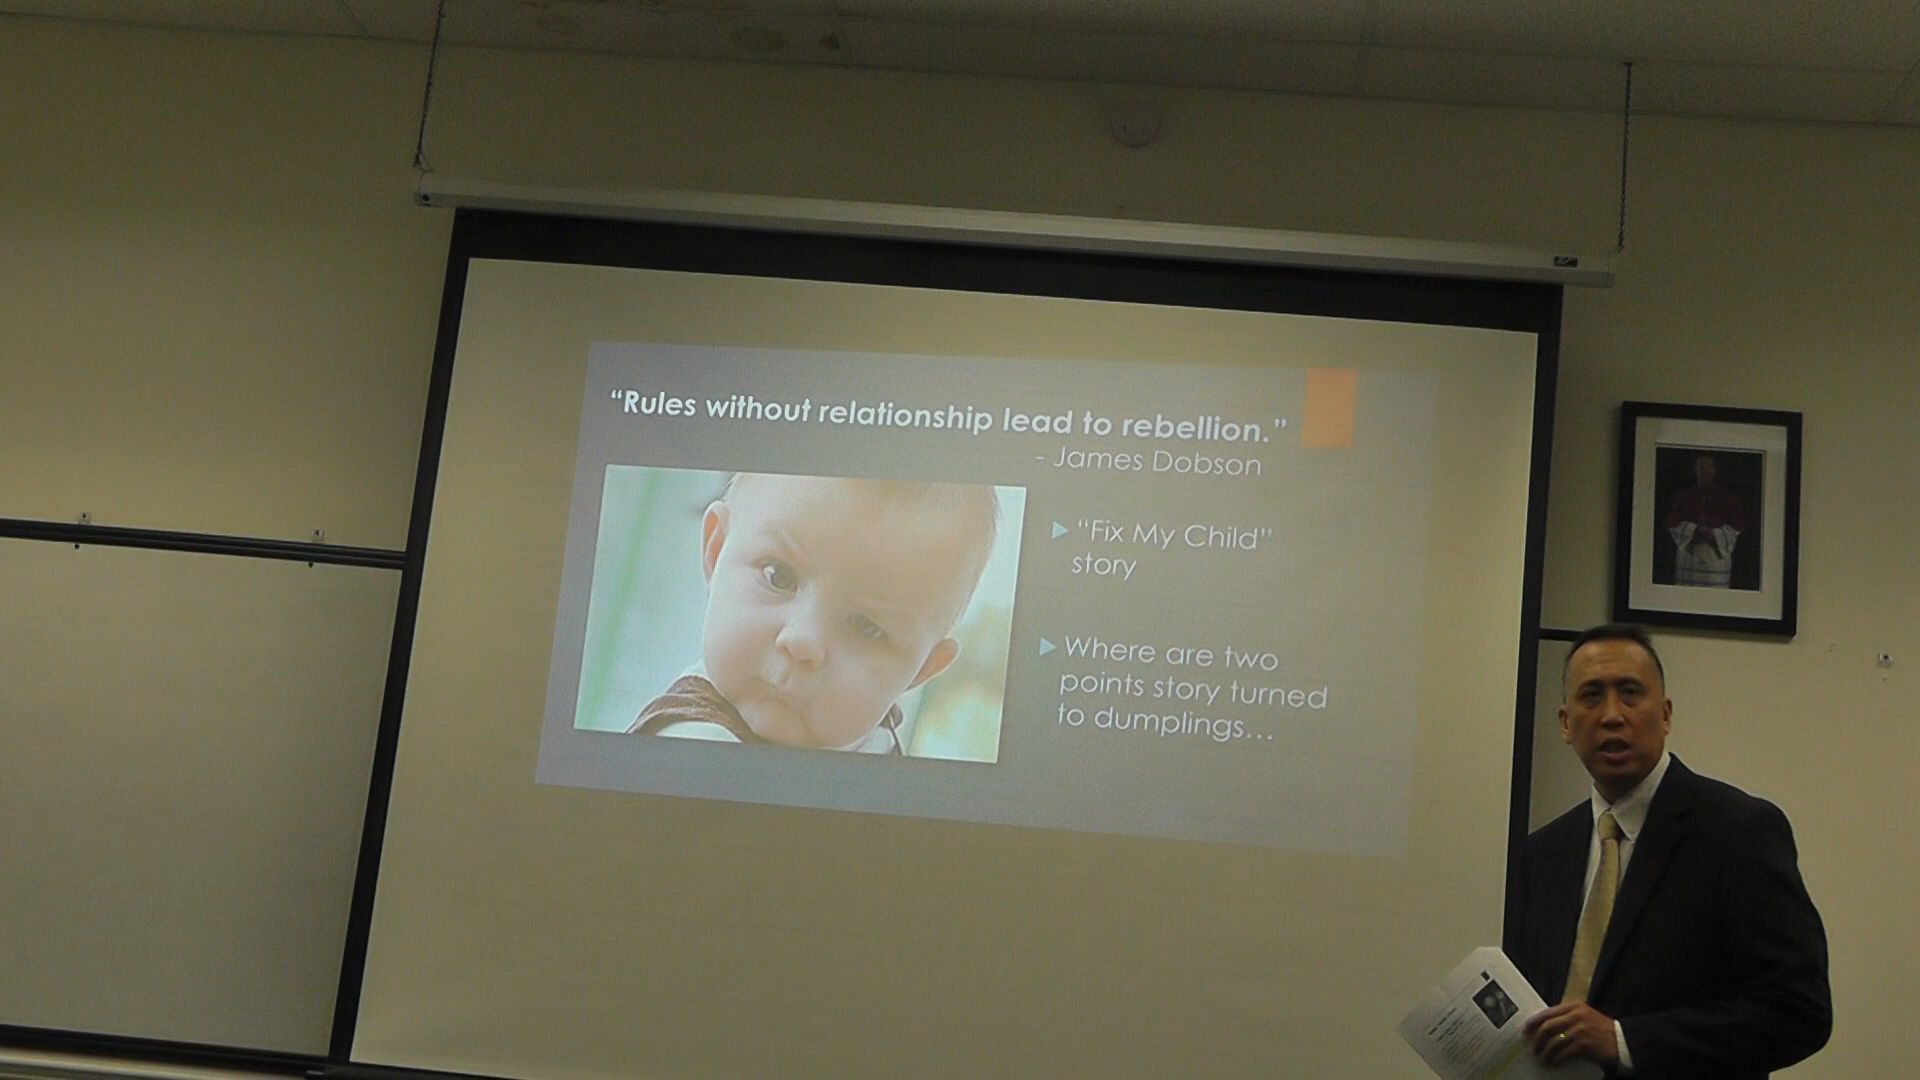 “Rules without relationship lead to rebellion.”
- James Dobson
“Fix My Child”
story
Where are two
points story turned
to dumplings...